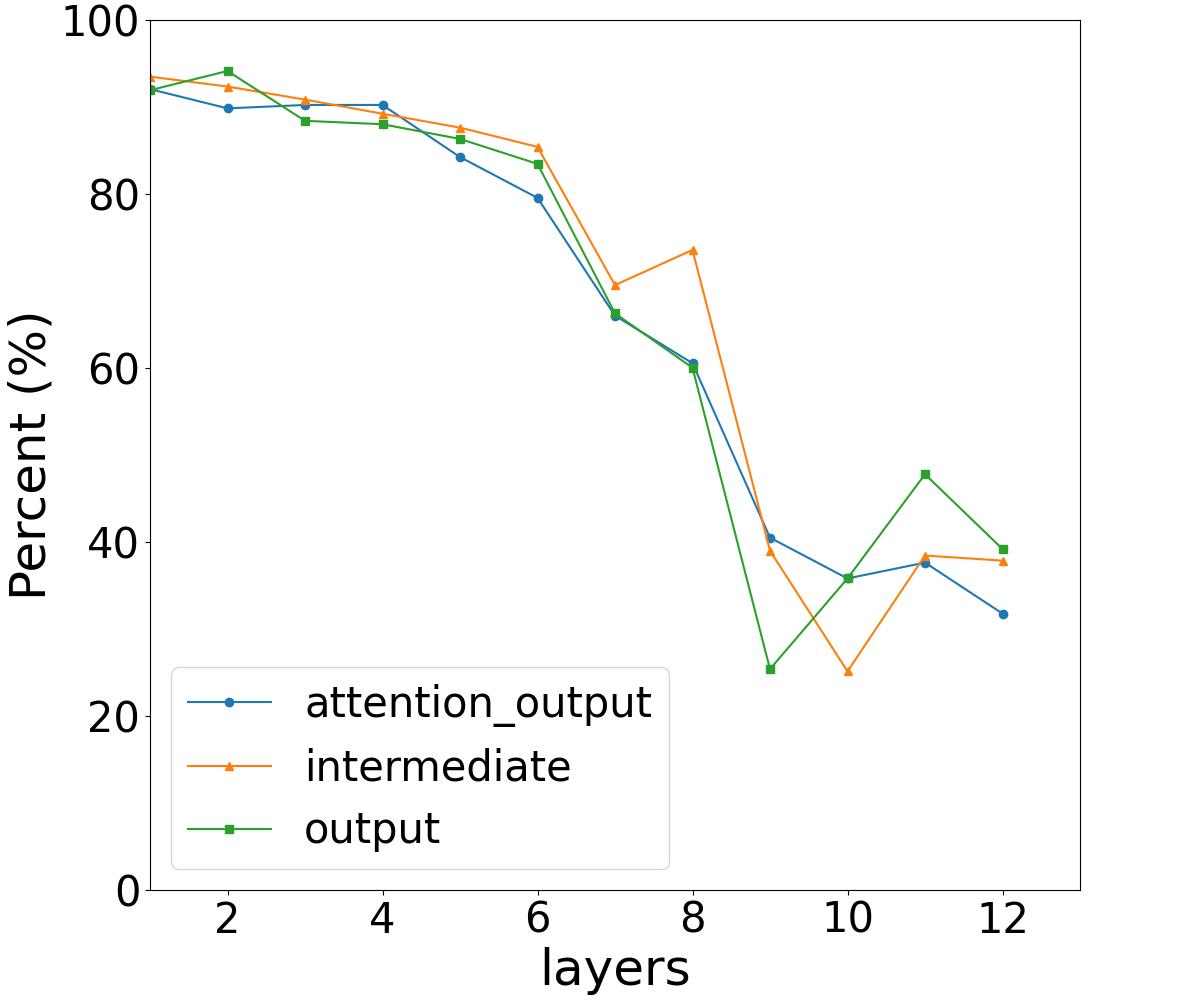 100
80
60
40
20
0
Percent (%)
attention_output
intermediate
output
2 4 6 8 10 12
layers